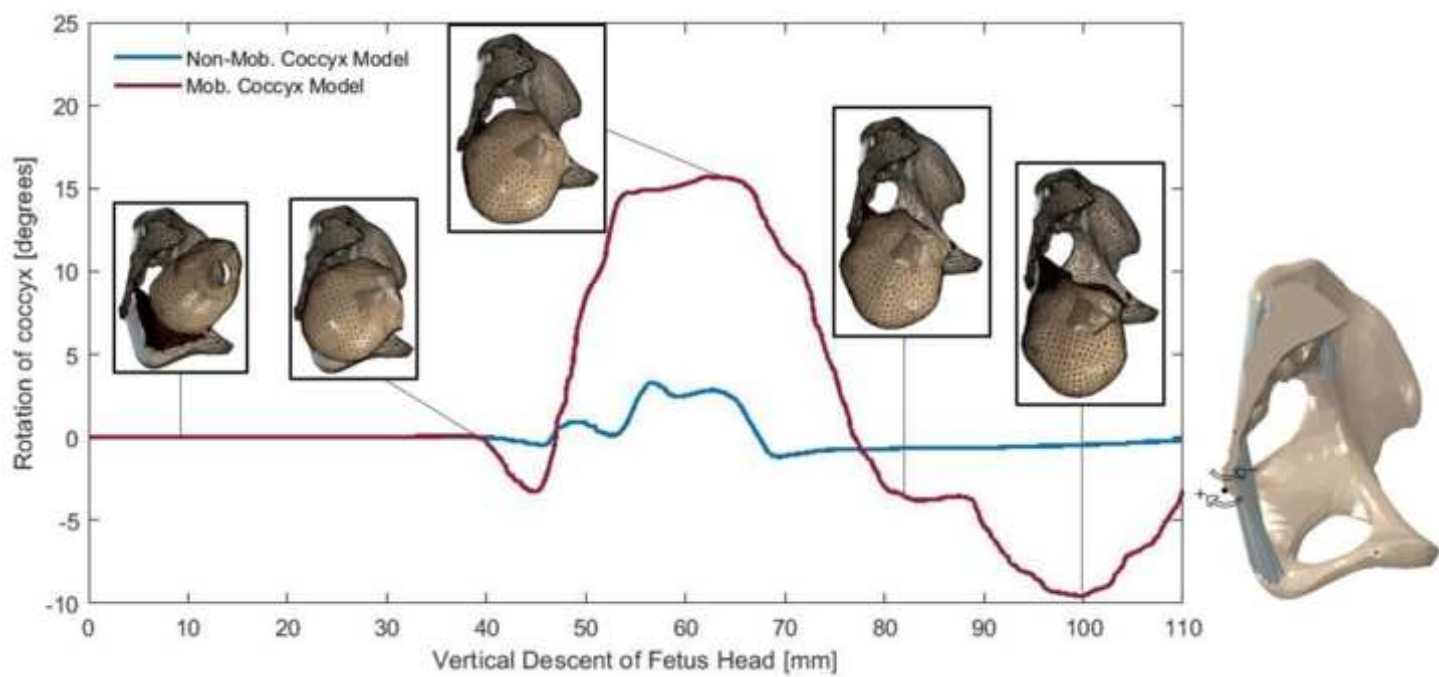 25
20
15
10
5
0
-5
-10
Rotation of coccyx [degrees]
Non-Mob. Coccyx Model
Mob. Coccyx Model
0 10 20 30 40 50 60 70 80 90 100 110
Vertical Descent of Fetus Head [mm]
+